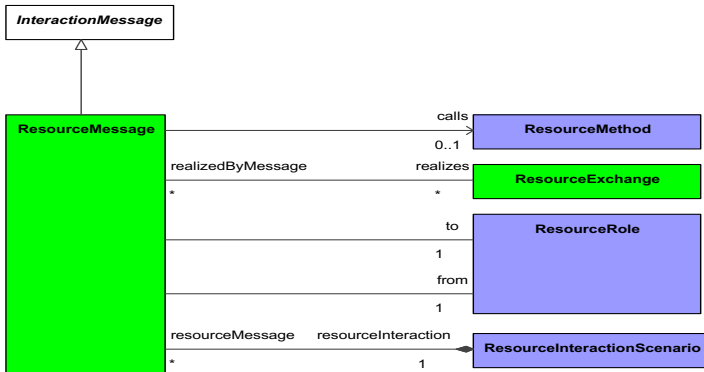 InteractionMessage
ResourceMessage
calls
0..1
ResourceMethod
realizedByMessage
realizes
*
*
ResourceExchange
to
1
ResourceRole
from
1
resourceMessage
resourceInteraction
*
1
ResourceInteractionScenario